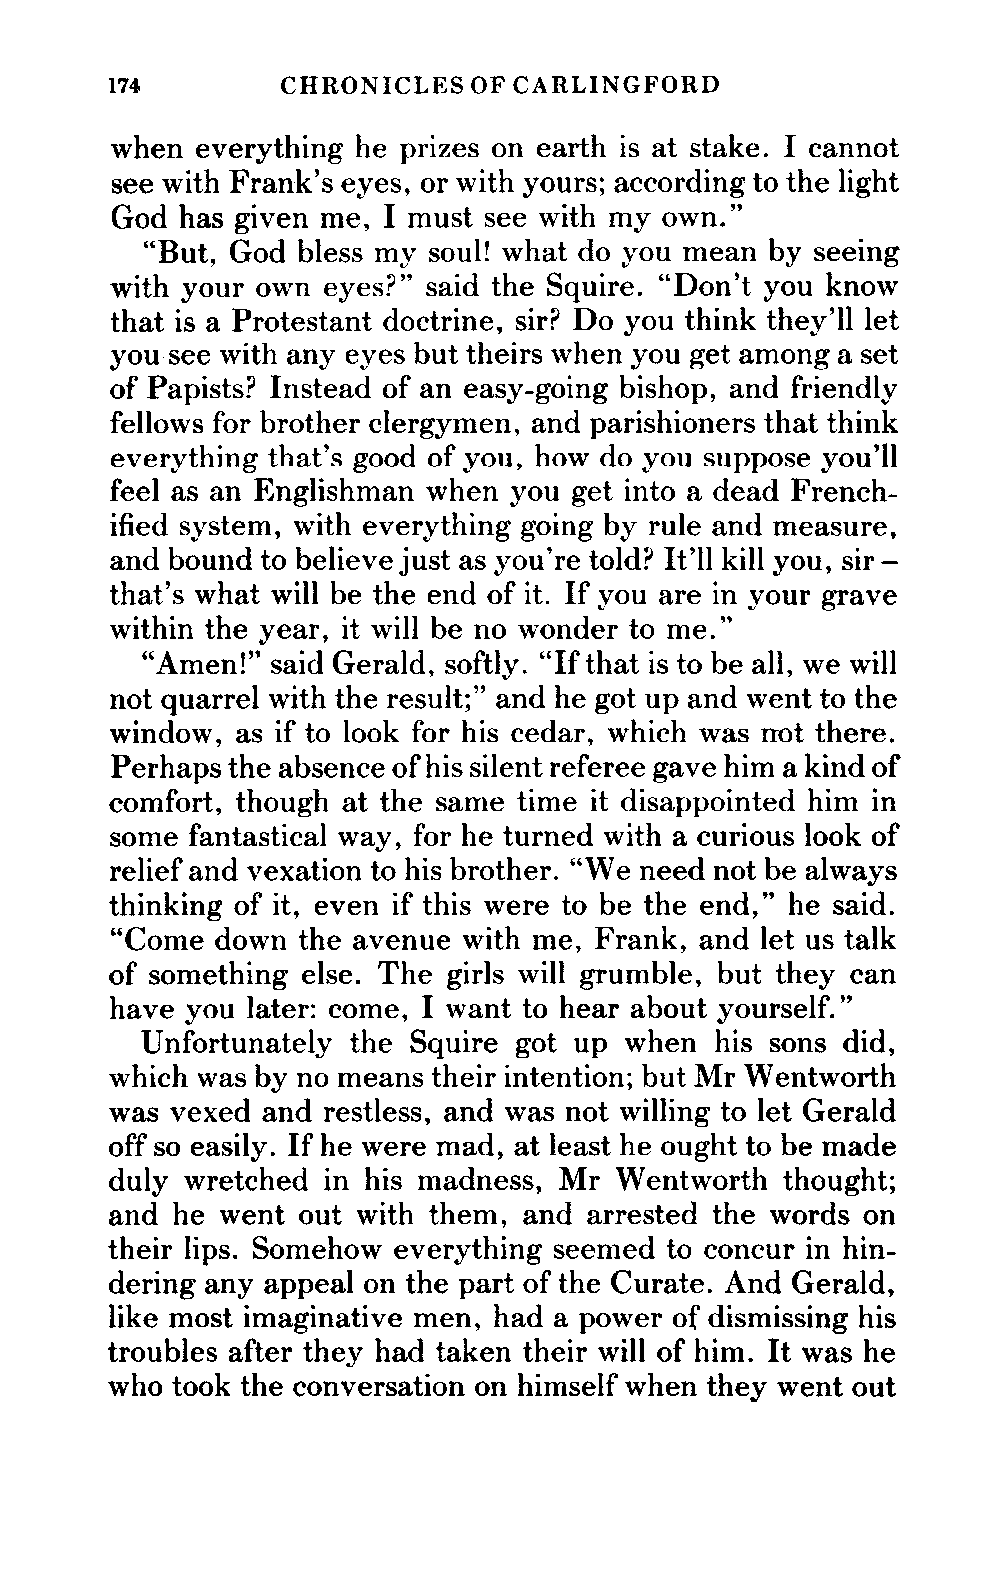 174 CHRONICLES OF CARLINGFORD
when everything he prizes on earth is at stake. I cannot
see with Frank's eyes, or with yours; according to the light
God has given me, I must see with my own."
"But, God bless my soul! what do you mean by seeing
with your own eyes?" said the Squire. "Don't you know
that is a Protestant doctrine, sir? Do you think they'll let
you see with any eyes but theirs when you get among a set
of Papists? Instead of an easy-going bishop, and friendly
fellows for brother clergymen, and parishioners that think
everything that's good of you, how do you suppose you'll
feel as an Englishman when you get into a dead French-
ified system, with everything going by rule and measure,
and bound to believe just as you're told? It'll kill you, sir –
that's what will be the end of it. If you are in your grave
within the year, it will be no wonder to me."
"Amen!" said Gerald, softly. "If that is to be all, we will
not quarrel with the result;" and he got up and went to the
window, as if to look for his cedar, which was not there.
Perhaps the absence of his silent referee gave him a kind of
comfort, though at the same time it disappointed him in
some fantastical way, for he turned with a curious look of
relief and vexation to his brother. "We need not be always
thinking of it, even if this were to be the end," he said.
"Come down the avenue with me, Frank, and let us talk
of something else. The girls will grumble, but they can
have you later: come, I want to hear about yourself."
Unfortunately the Squire got up when his sons did,
which was by no means their intention; but Mr Wentworth
was vexed and restless, and was not willing to let Gerald
off so easily. If he were mad, at least he ought to be made
duly wretched in his madness, Mr Wentworth thought;
and he went out with them, and arrested the words on
their lips. Somehow everything seemed to concur in hin-
dering any appeal on the part of the Curate. And Gerald,
like most imaginative men, had a power of dismissing his
troubles after they had taken their will of him. It was he
who took the conversation on himself when they went out